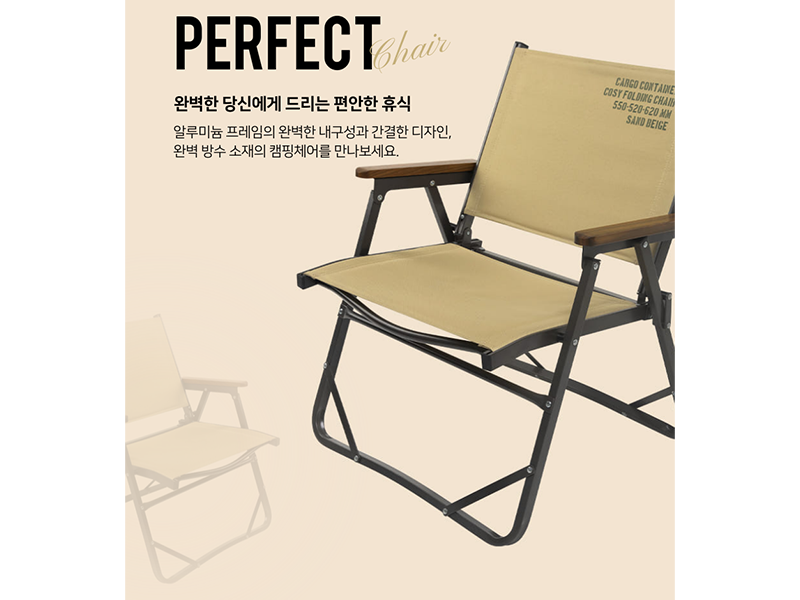 PERFECT
Chair
완벽한 당신에게 드리는 편안한 휴식
알루미늄 프레임의 완벽한 내구성과 간결한 디자인,
완벽 방수 소재의 캠핑체어를 만나보세요.
CARGO CONTAINE
COSY FOLDING CHAIR
550·520·620 MM
SAND BEIGE